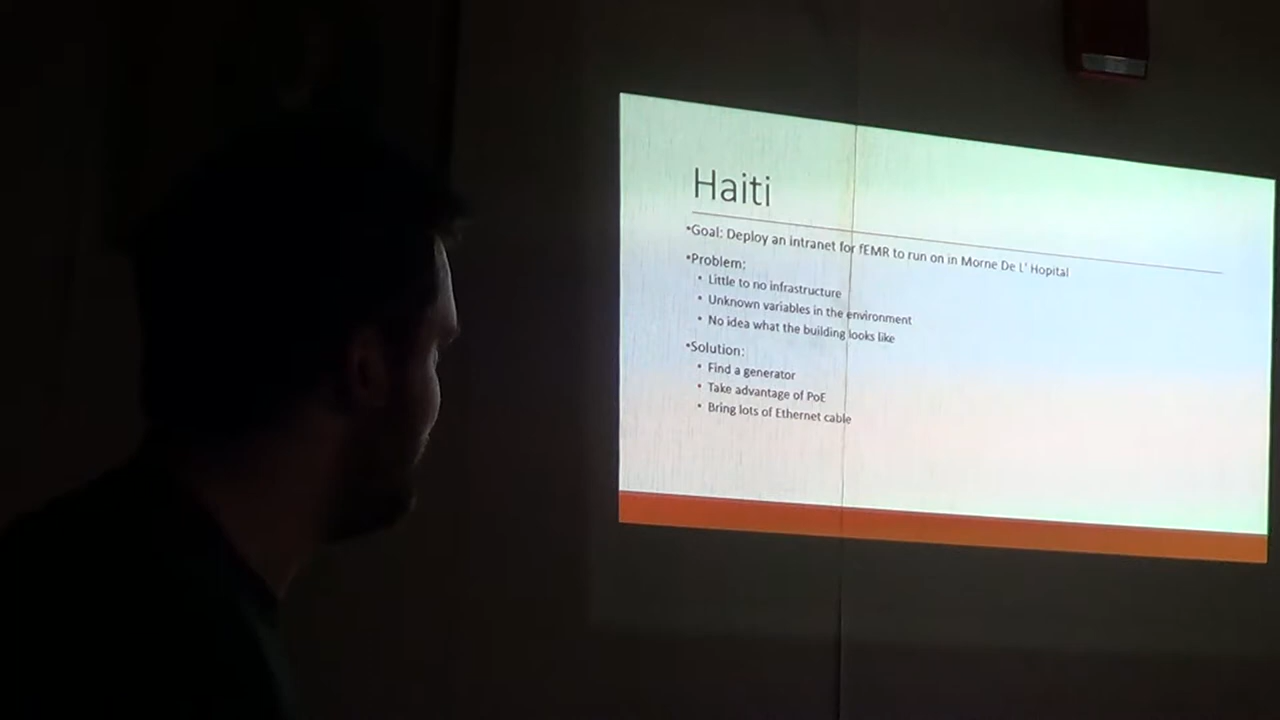 Haiti
•Goal: Deploy an intranet for fEMR to run on in Morne De L' Hopital
•Problem:
• Little to no infrastructure
• Unknown variables in the environment
• No idea what the building looks like
•Solution:
• Find a generator
• Take advantage of PoE
• Bring lots of Ethernet cable